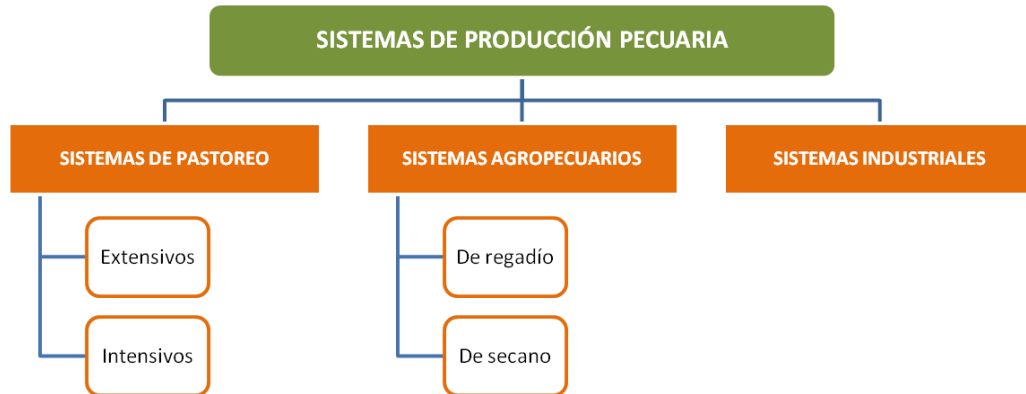 SISTEMAS DE PRODUCCIÓN PECUARIA
SISTEMAS DE PASTOREO
SISTEMAS AGROPECUARIOS
SISTEMAS INDUSTRIALES
Extensivos
De regadío
Intensivos
De secano